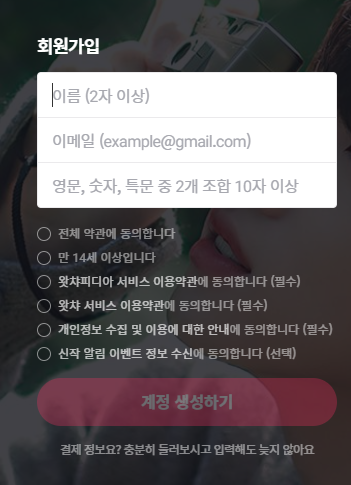 회원가입
이름 (2자 이상)
이메일 (example@gmail.com)
영문, 숫자, 특문 중 2개 조합 10자 이상
전체 약관에 동의합니다
만 14세 이상입니다
왓챠피디아 서비스 이용약관에 동의합니다 (필수)
왓챠 서비스 이용약관에 동의합니다 (필수)
개인정보 수집 및 이용에 대한 안내에 동의합니다 (필수)
신작 알림 이벤트 정보 수신에 동의합니다 (선택)
계정 생성하기
결제 정보요? 충분히 둘러보시고 입력해도 늦지 않아요